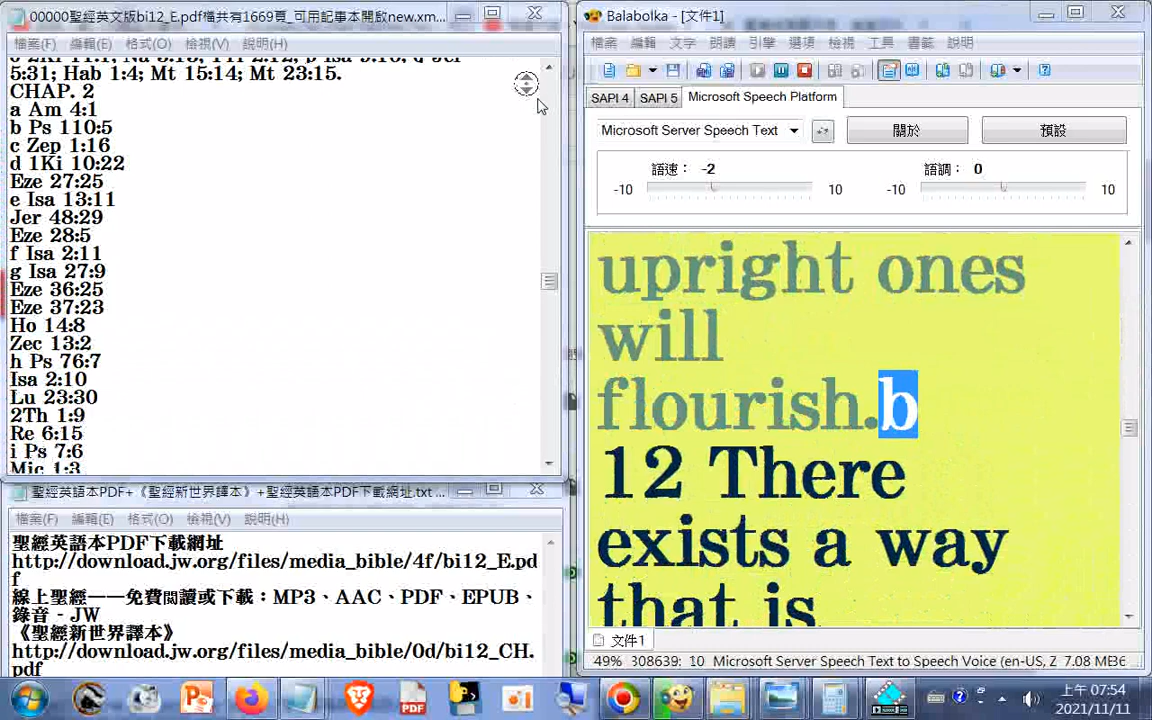 00000聖經英文版bi12_E.pdf檔共有1669頁_可用記事本開啟new.xm...
檔案(F) 編輯(E) 格式(O) 檢視(V) 說明(H)
5:31; Hab 1:4; Mt 15:14; Mt 23:15.
CHAP. 2
a Am 4:1
b Ps 110:5
c Zep 1:16
d 1Ki 10:22
Eze 27:25
e Isa 13:11
Jer 48:29
Eze 28:5
f Isa 2:11
g Isa 27:9
Eze 36:25
Eze 37:23
Ho 14:8
Zec 13:2
h Ps 76:7
Isa 2:10
Lu 23:30
2Th 1:9
Re 6:15
i Ps 7:6
Mic 1:3
聖經英語本PDF+《聖經新世界譯本》+聖經英語本PDF下載網址.txt ...
檔案(F) 編輯(E) 格式(O) 檢視(V) 說明(H)
聖經英語本PDF下載網址
http://download.jw.org/files/media_bible/4f/bi12_E.pd
f
線上聖經——免費閱讀或下載：MP3、AAC、PDF、EPUB、
錄音 - JW
《聖經新世界譯本》
http://download.jw.org/files/media_bible/0d/bi12_CH.
pdf
Balabolka - [文件1]
檔案 編輯 文字 朗讀 引擎 選項 檢視 工具 書籤 說明
SAPI 4 SAPI 5 Microsoft Speech Platform
Microsoft Server Speech Text 關於 預設
語速： -2 語調： 0
-10 10 -10 10
upright ones
will
flourish.b
12 There
exists a way
that is
文件1
49% 308639: 10 Microsoft Server Speech Text to Speech Voice (en-US, Z 7.08 MB
上午 07:54
2021/11/11